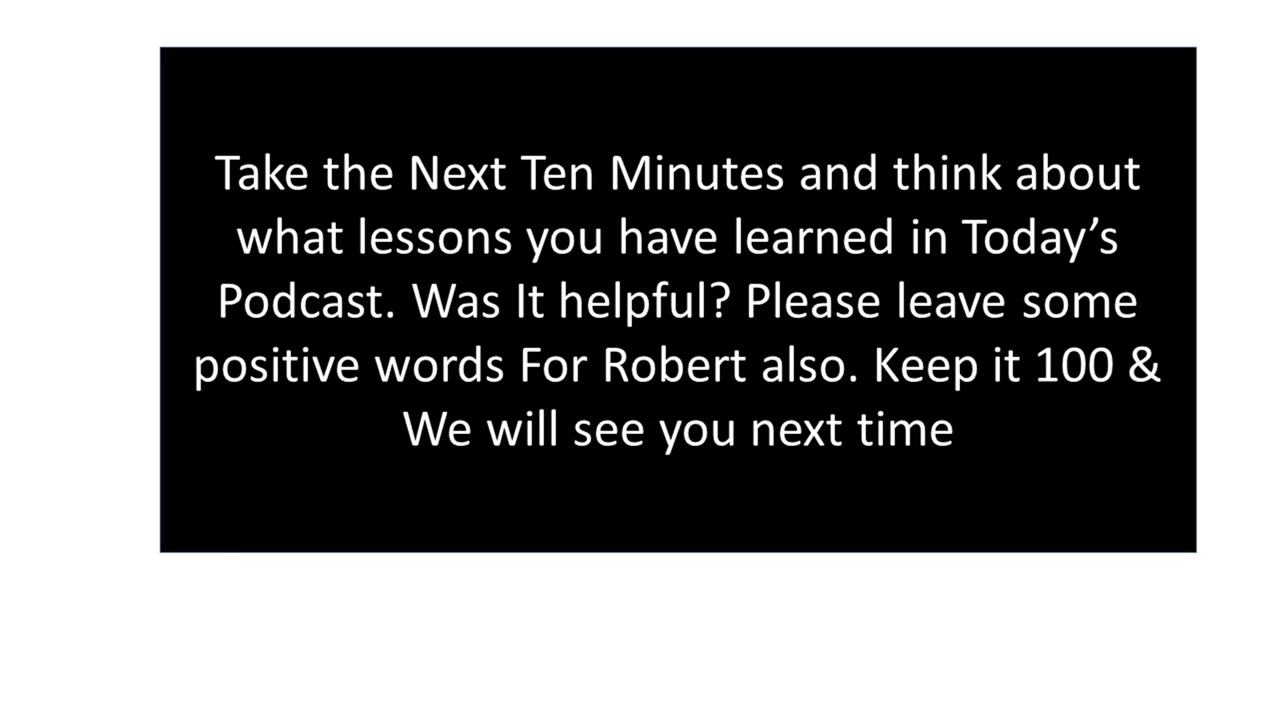 Take the Next Ten Minutes and think about
what lessons you have learned in Today’s
Podcast. Was It helpful? Please leave some
positive words For Robert also. Keep it 100 &
We will see you next time